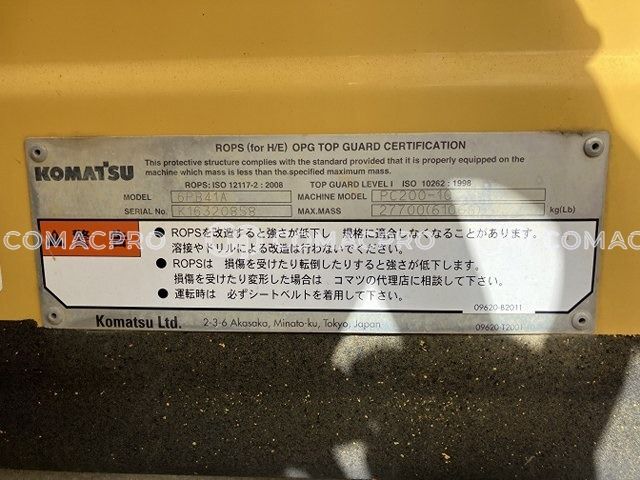 ROPS (for H/E) OPG TOP GUARD CERTIFICATION
KOMATSU
This protective structure complies with the standard provided that it is properly equipped on the
machine which mass is less than the specified maximum mass.
ROPS: ISO 12117-2 : 2008 TOP GUARD LEVEL I ISO 10262 : 1998
MODEL 6PB41A MACHINE MODEL PC200-10
SERIAL No. K16320858 MAX.MASS 27700(61068) kg(Lb)
● ROPSを改造すると強さが低下し 規格に適合しなくなることがあります。
溶接やドリルによる改造は行わないでください。
● ROPSは 損傷を受けたり転倒したりすると強さが低下します。
損傷を受けたり変形した場合は コマツの代理店に相談して下さい。
● 運転時は 必ずシートベルトを着用して下さい。
09620-B2011
Komatsu Ltd. 2-3-6 Akasaka, Minato-ku, Tokyo, Japan
09620-T2001
COMACPRO COMACPRO COMACPRO